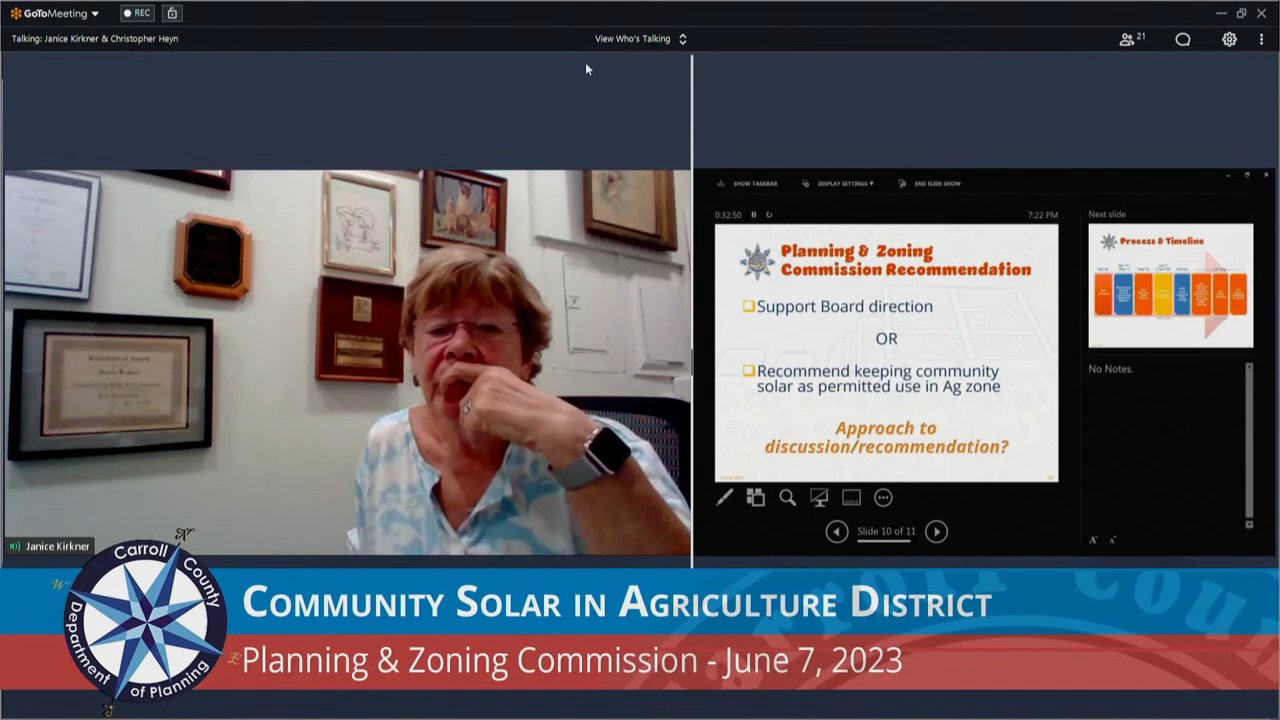 GoToMeeting
REC
Talking: Janice Kirkner & Christopher Heyn
View Who's Talking
21
SHOW TASKBAR
DISPLAY SETTINGS
END SLIDE SHOW
0:32:50
7:22 PM
Next slide
Planning & Zoning
Commission Recommendation
Support Board direction
OR
Recommend keeping community
solar as permitted use in Ag zone
Approach to
discussion/recommendation?
Process & Timeline
No Notes.
Slide 10 of 11
Janice Kirkner
Carroll
County
Department
of Planning
COMMUNITY SOLAR IN AGRICULTURE DISTRICT
Planning & Zoning Commission - June 7, 2023